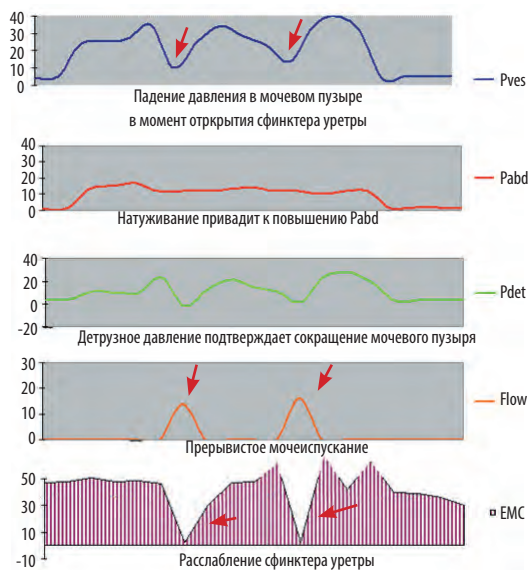 40
30
20
10
0
Pves
Падение давления в мочевом пузыре
в момент отркрытия сфинктера уретры
40
30
20
10
0
Pabd
Натуживание привадит к повышению Pabd
40
20
0
-20
Pdet
Детрузное давление подтверждает сокращение мочевого пузыря
30
20
10
0
Flow
Прерывистое мочеиспускание
50
30
10
-10
EMC
Расслабление сфинктера уретры